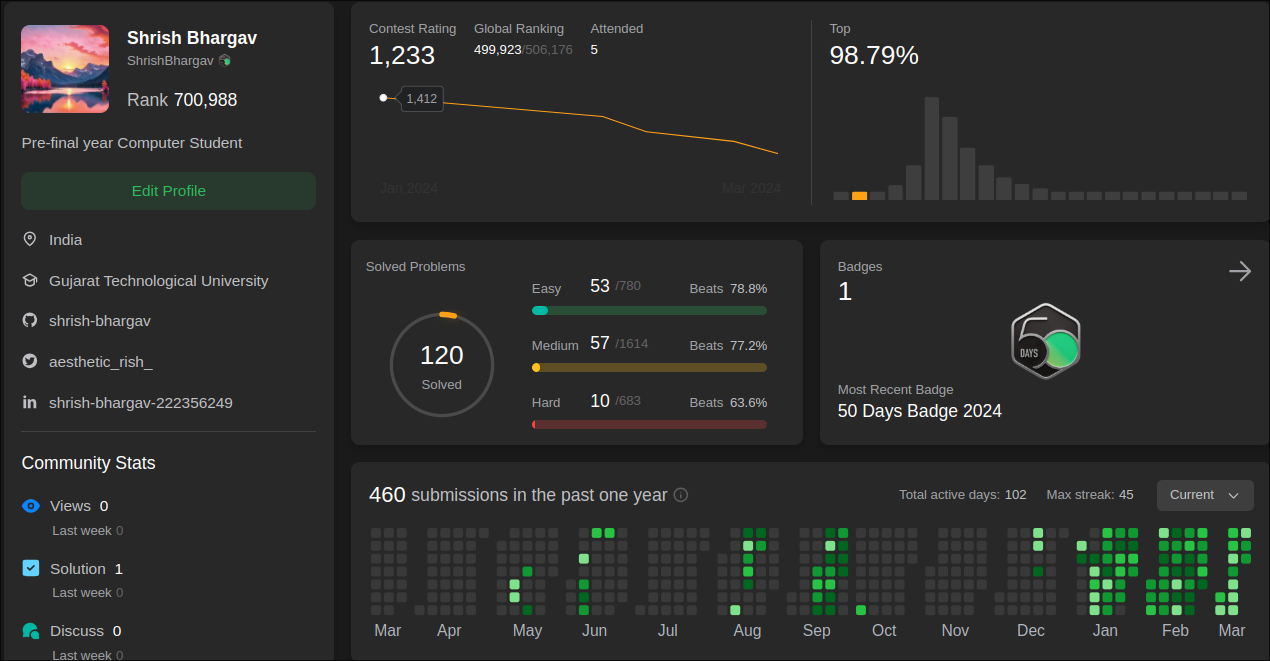 Shrish Bhargav
ShrishBhargav
Rank 700,988
Pre-final year Computer Student
Edit Profile
India
Gujarat Technological University
shrish-bhargav
aesthetic_rish_
shrish-bhargav-222356249
Community Stats
Views 0
Last week 0
Solution 1
Last week 0
Discuss 0
Last week 0
Contest Rating Global Ranking Attended
1,233 499,923/506,176 5
1,412
Jan 2024 Mar 2024
Top
98.79%
Solved Problems
120
Solved
Easy 53 /780 Beats 78.8%
Medium 57 /1614 Beats 77.2%
Hard 10 /683 Beats 63.6%
Badges
1
5
DAYS
Most Recent Badge
50 Days Badge 2024
460 submissions in the past one year Total active days: 102 Max streak: 45 Current
Mar Apr May Jun Jul Aug Sep Oct Nov Dec Jan Feb Mar